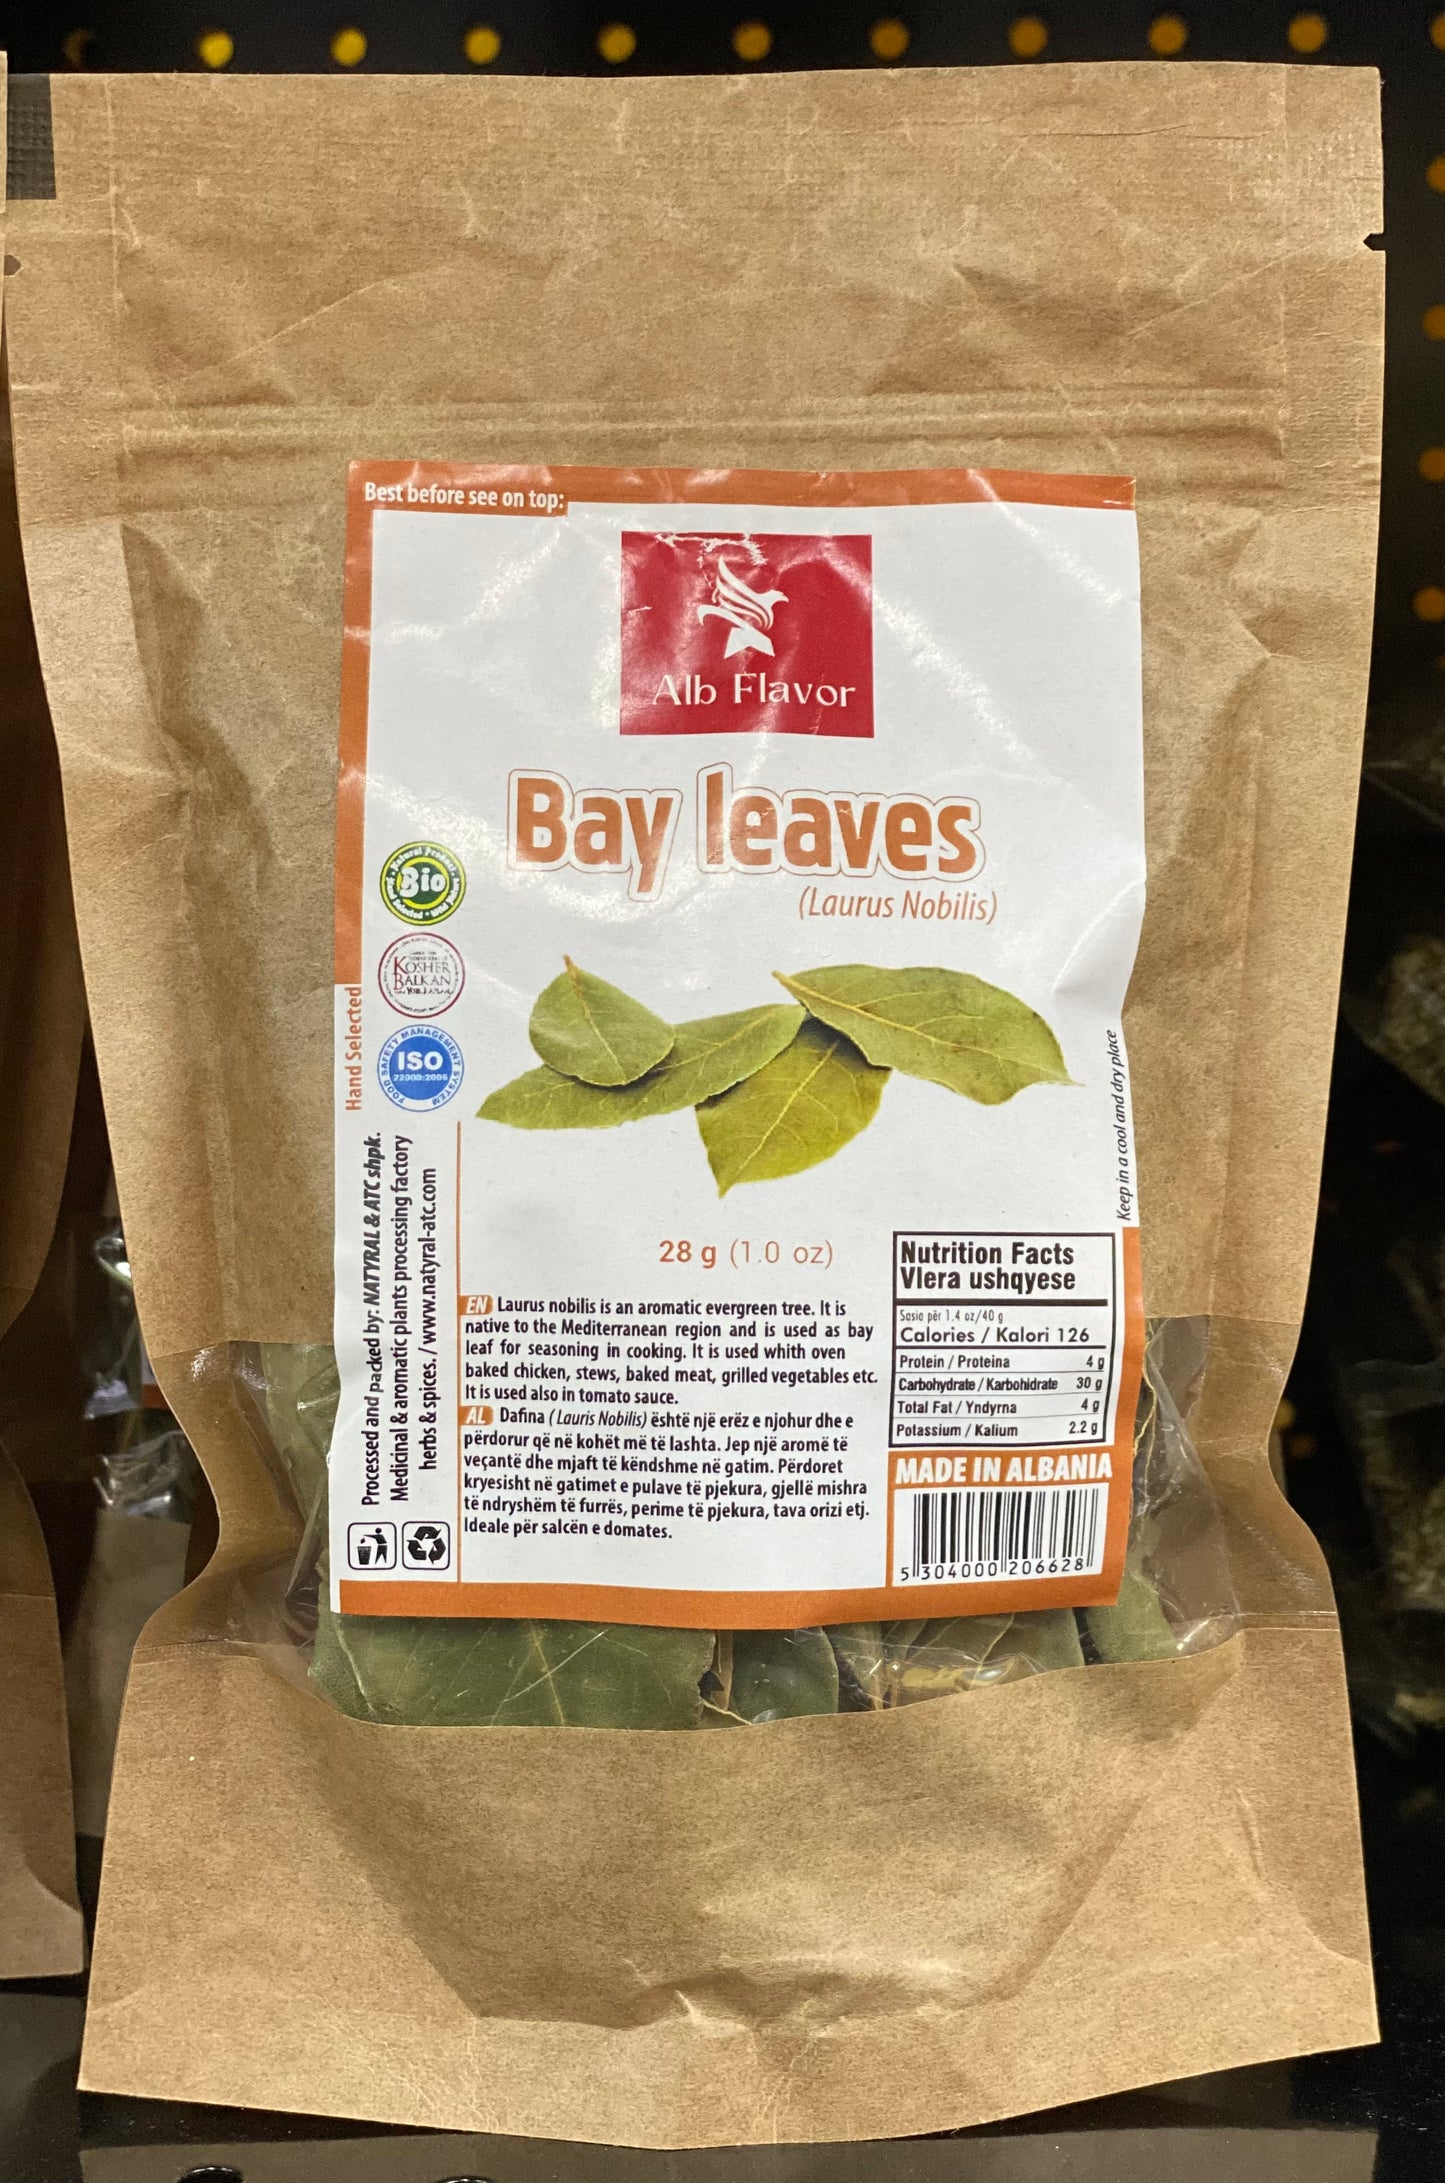 Best before see on top:
Alb Flavor
Bay leaves
(Laurus Nobilis)
Natural Product
Bio
KOSHER
BALKAN
FOOD SAFETY MANAGEMENT SYSTEM
ISO
22000:2005
Hand Selected
Keep in a cool and dry place
Processed and packed by: NATYRAL & ATC shpk.
Medicinal & aromatic plants processing factory
herbs & spices. / www.natyral-atc.com
28 g (1.0 oz)
EN Laurus nobilis is an aromatic evergreen tree. It is
native to the Mediterranean region and is used as bay
leaf for seasoning in cooking. It is used whith oven
baked chicken, stews, baked meat, grilled vegetables etc.
It is used also in tomato sauce.
AL Dafina (Lauris Nobilis) është një erëz e njohur dhe e
përdorur që në kohët më të lashta. Jep një aromë të
veçantë dhe mjaft të këndshme në gatim. Përdoret
kryesisht në gatimet e pulave të pjekura, gjellë mishra
të ndryshëm të furrës, perime të pjekura, tava orizi etj.
Ideale për salcën e domates.
Nutrition Facts
Vlera ushqyese
Sasia për 1.4 oz/40 g
Calories / Kalori 126
Protein / Proteina 4 g
Carbohydrate / Karbohidrate 30 g
Total Fat / Yndyrna 4 g
Potassium / Kalium 2.2 g
MADE IN ALBANIA
5 304000 206628